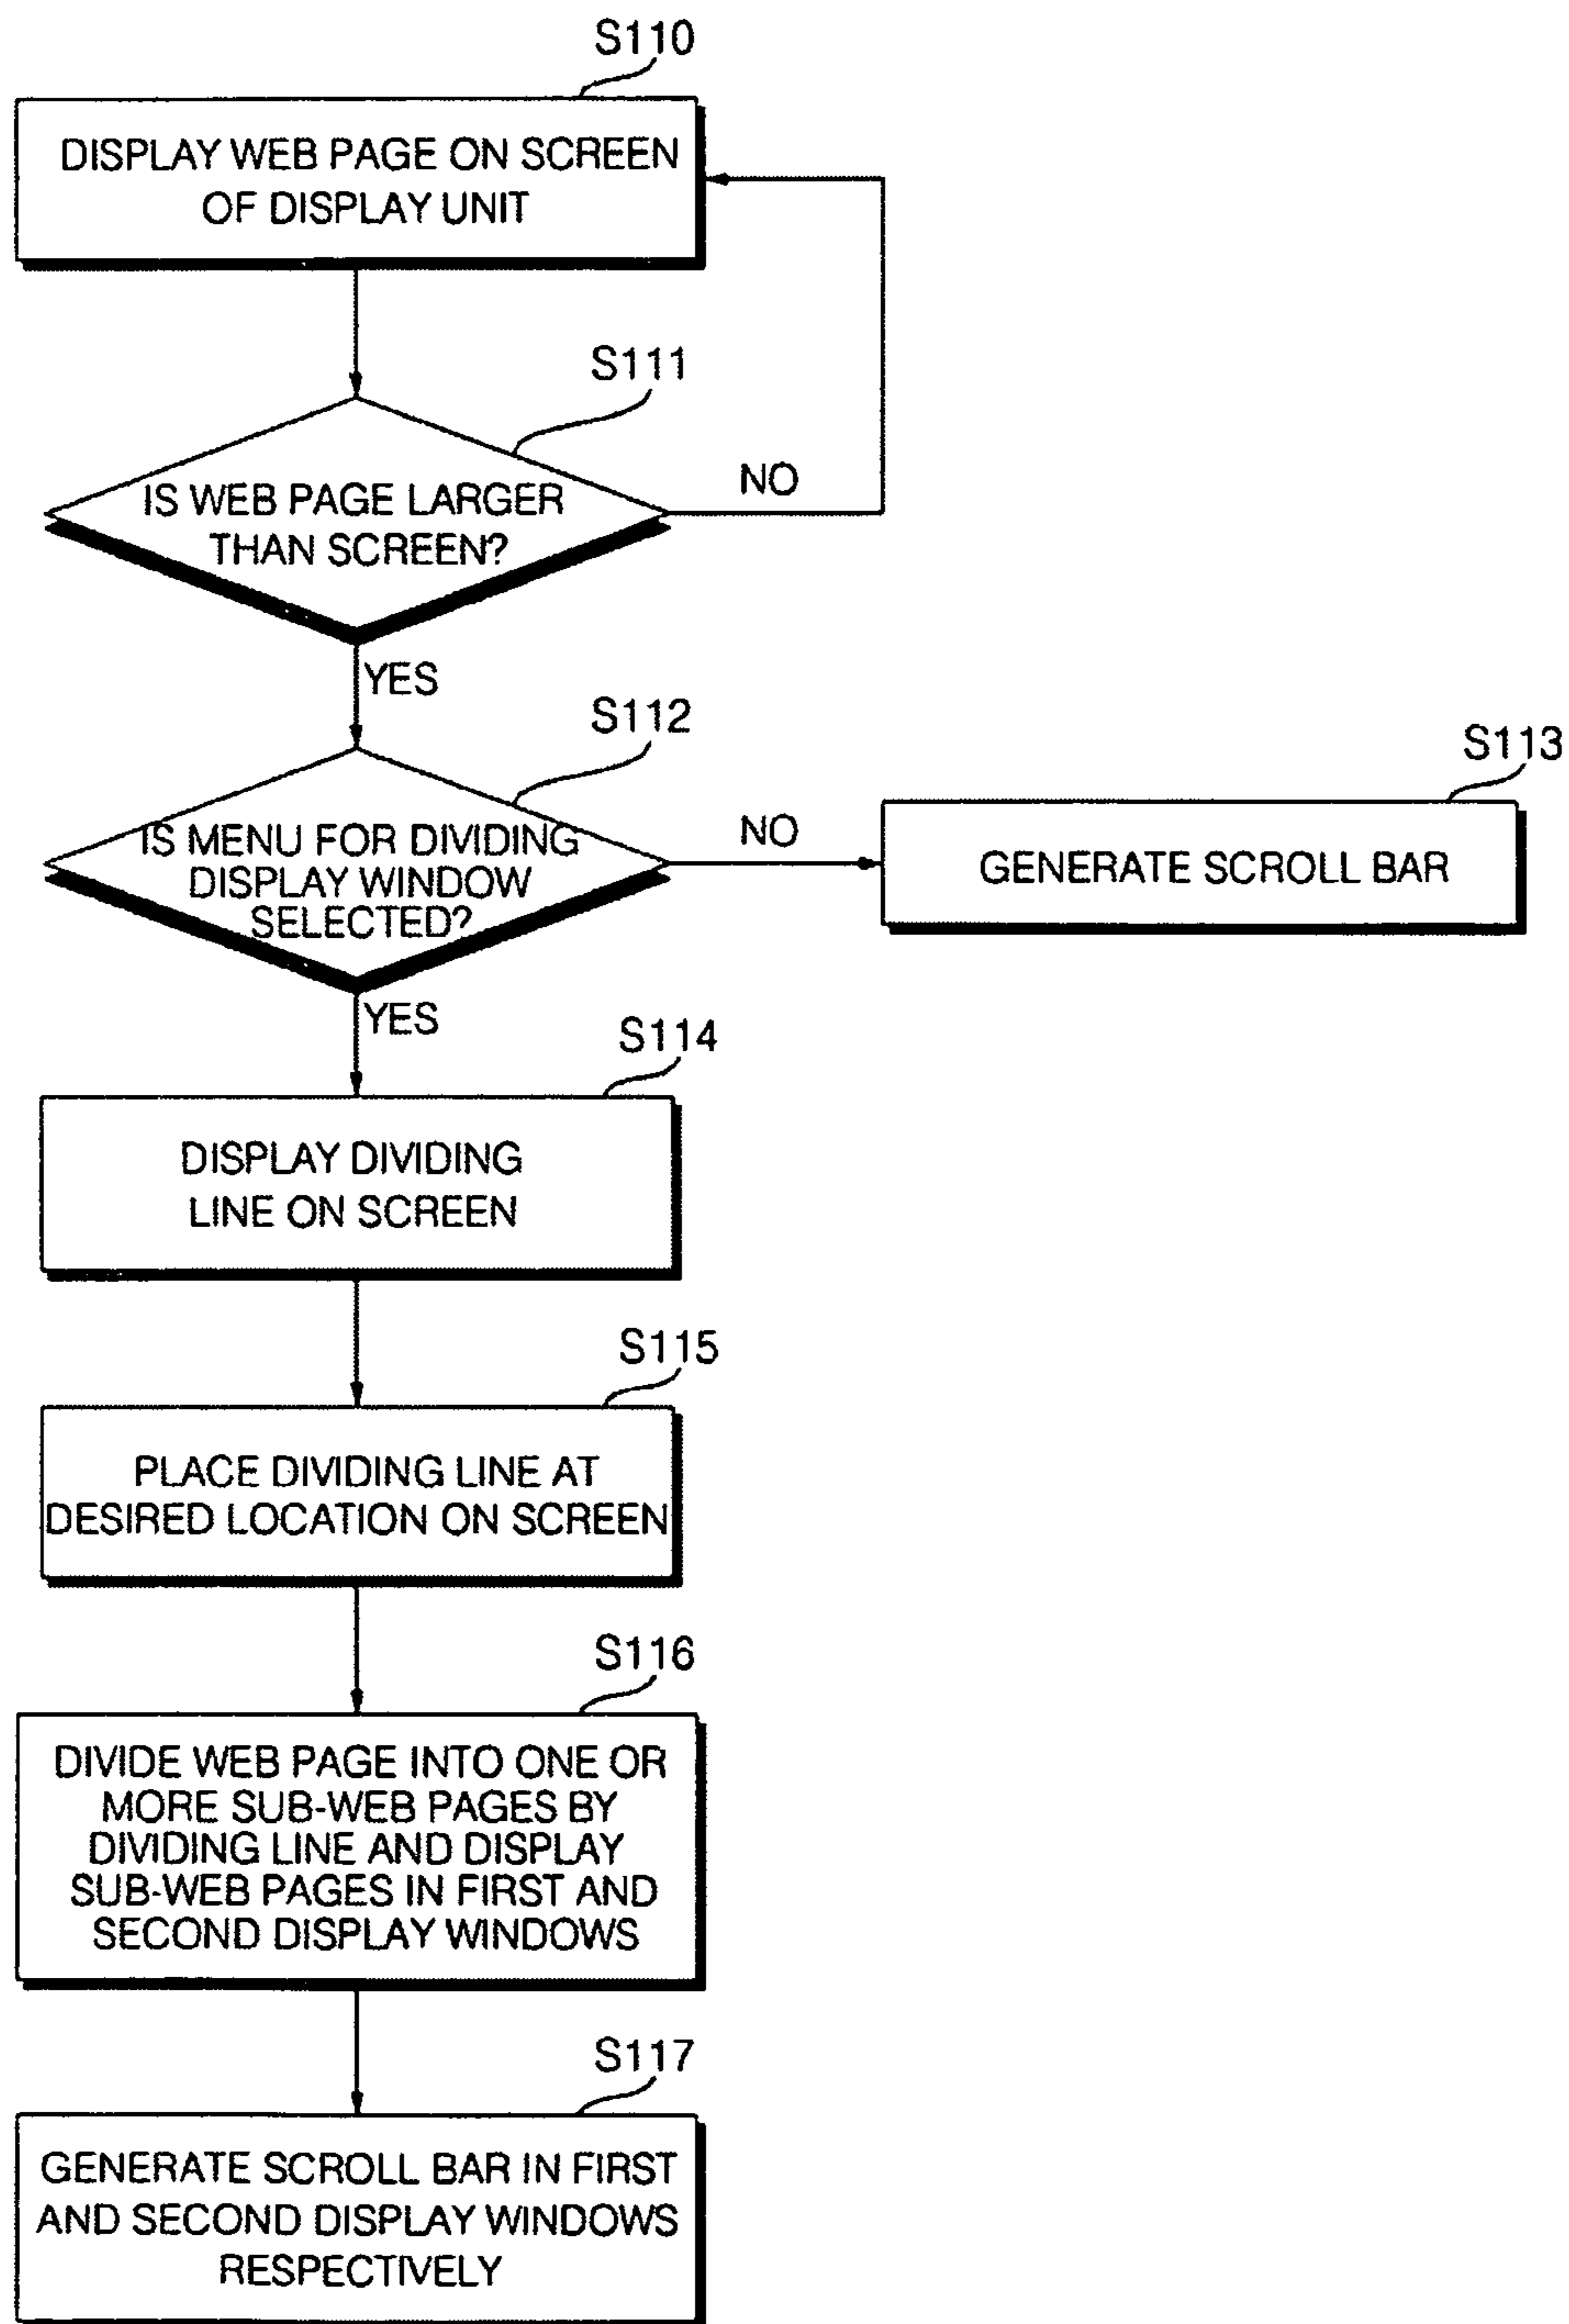 S110
DISPLAY WEB PAGE ON SCREEN
OF DISPLAY UNIT
S111
IS WEB PAGE LARGER
THAN SCREEN?
NO
YES
S112
IS MENU FOR DIVIDING
DISPLAY WINDOW
SELECTED?
NO
S113
GENERATE SCROLL BAR
YES
S114
DISPLAY DIVIDING
LINE ON SCREEN
S115
PLACE DIVIDING LINE AT
DESIRED LOCATION ON SCREEN
S116
DIVIDE WEB PAGE INTO ONE OR
MORE SUB-WEB PAGES BY
DIVIDING LINE AND DISPLAY
SUB-WEB PAGES IN FIRST AND
SECOND DISPLAY WINDOWS
S117
GENERATE SCROLL BAR IN FIRST
AND SECOND DISPLAY WINDOWS
RESPECTIVELY